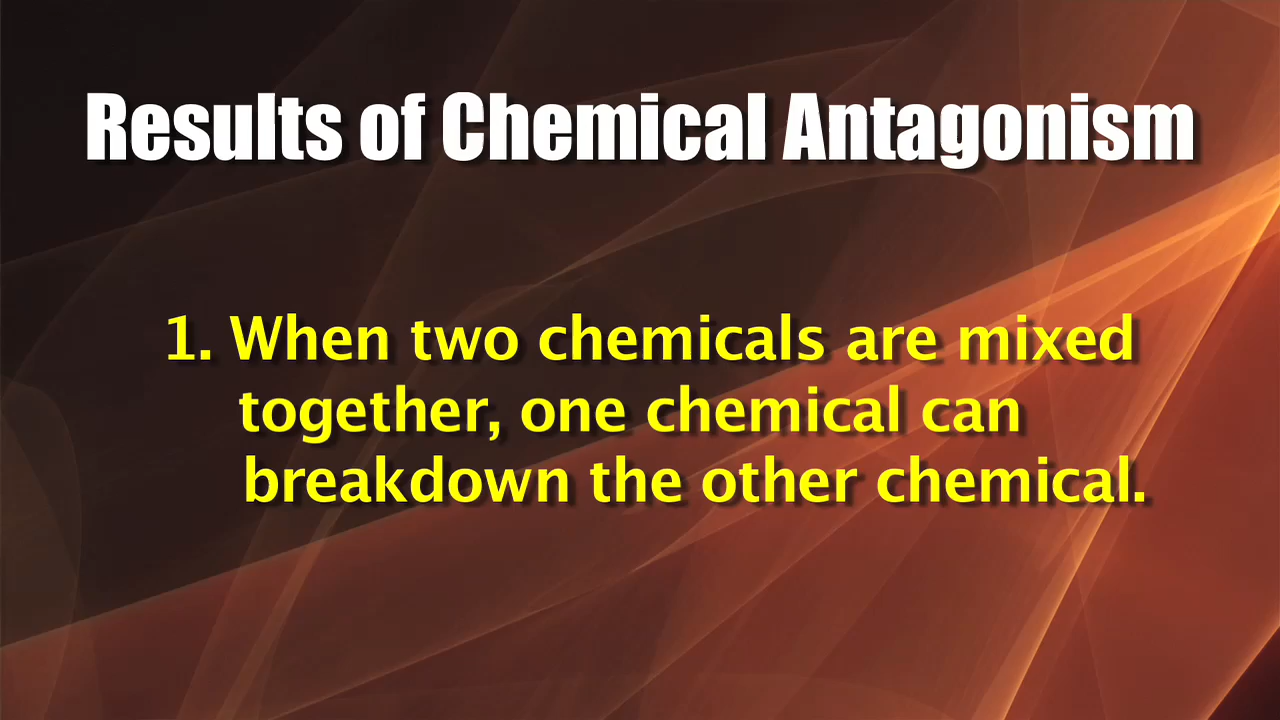 Results of Chemical Antagonism
1. When two chemicals are mixed
together, one chemical can
breakdown the other chemical.